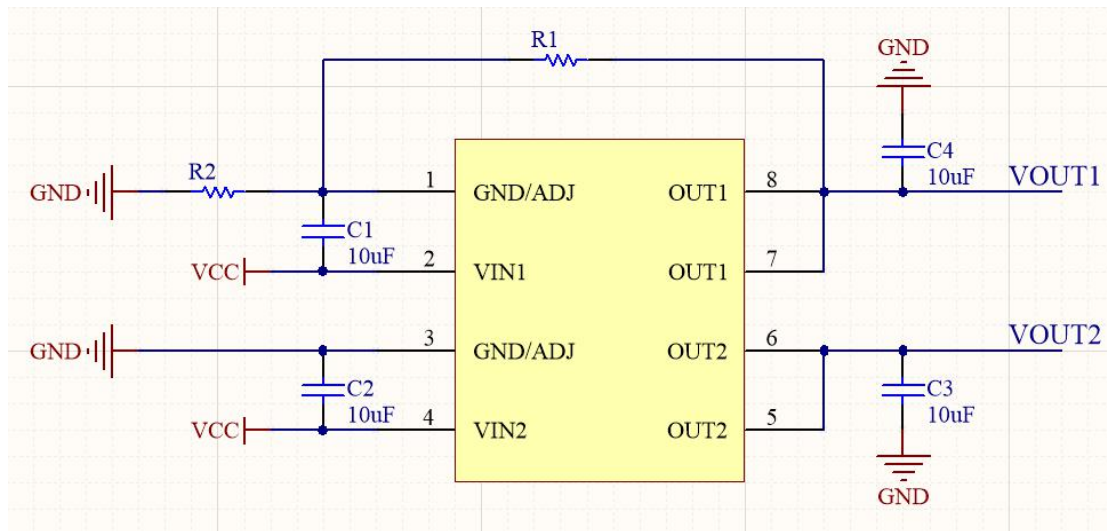 R1
GND
C4
10uF
R2
GND
1
GND/ADJ
OUT1
8
VOUT1
C1
10uF
VCC
2
VIN1
OUT1
7
GND
3
GND/ADJ
OUT2
6
VOUT2
C2
10uF
C3
10uF
VCC
4
VIN2
OUT2
5
GND